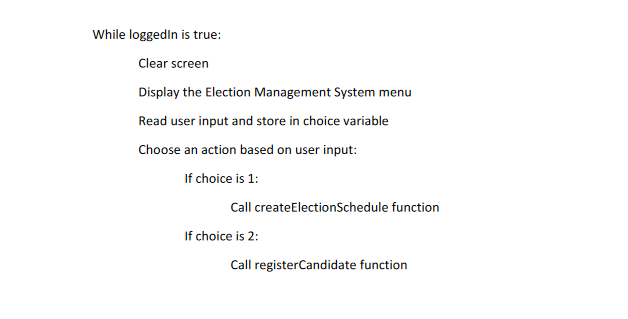 While loggedIn is true:
Clear screen
Display the Election Management System menu
Read user input and store in choice variable
Choose an action based on user input:
If choice is 1:
Call createElectionSchedule function
If choice is 2:
Call registerCandidate function